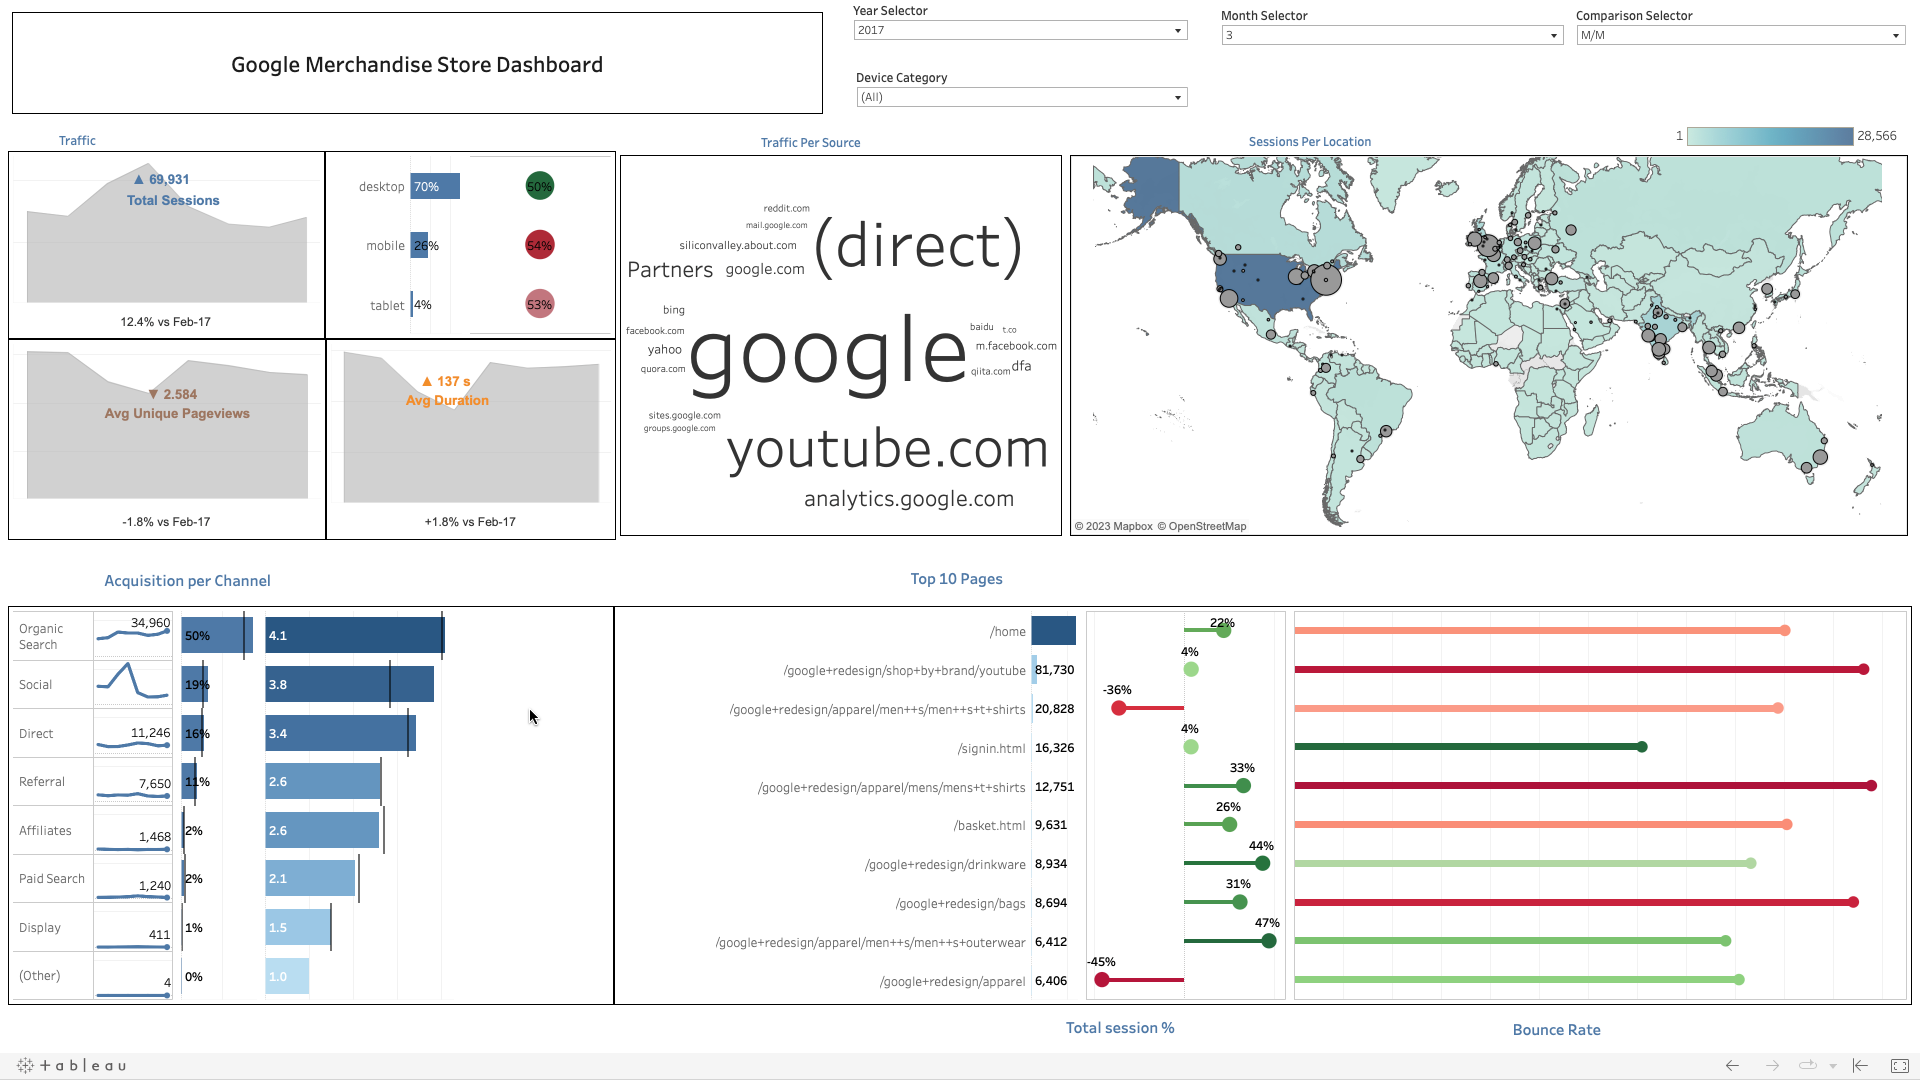 Google Merchandise Store Dashboard
Year Selector
2017
Month Selector
3
Comparison Selector
M/M
Device Category
(All)
Traffic
▲ 69,931
Total Sessions
12.4% vs Feb-17
desktop 70% 50%
mobile 26% 54%
tablet 4% 53%
▼ 2.584
Avg Unique Pageviews
-1.8% vs Feb-17
▲ 137 s
Avg Duration
+1.8% vs Feb-17
Traffic Per Source
reddit.com
mail.google.com
siliconvalley.about.com
(direct)
Partners
google.com
bing
facebook.com
yahoo
quora.com
google
baidu
t.co
m.facebook.com
qiita.com
dfa
sites.google.com
groups.google.com
youtube.com
analytics.google.com
Sessions Per Location
1 28,566
© 2023 Mapbox © OpenStreetMap
Acquisition per Channel
Organic Search 34,960 50% 4.1
Social 19% 3.8
Direct 11,246 16% 3.4
Referral 7,650 11% 2.6
Affiliates 1,468 2% 2.6
Paid Search 1,240 2% 2.1
Display 411 1% 1.5
(Other) 4 0% 1.0
Top 10 Pages
/home 22%
/google+redesign/shop+by+brand/youtube 81,730 4%
/google+redesign/apparel/men++s/men++s+t+shirts 20,828 -36%
/signin.html 16,326 4%
/google+redesign/apparel/mens/mens+t+shirts 12,751 33%
/basket.html 9,631 26%
/google+redesign/drinkware 8,934 44%
/google+redesign/bags 8,694 31%
/google+redesign/apparel/men++s/men++s+outerwear 6,412 47%
/google+redesign/apparel 6,406 -45%
Total session %
Bounce Rate
+ableau